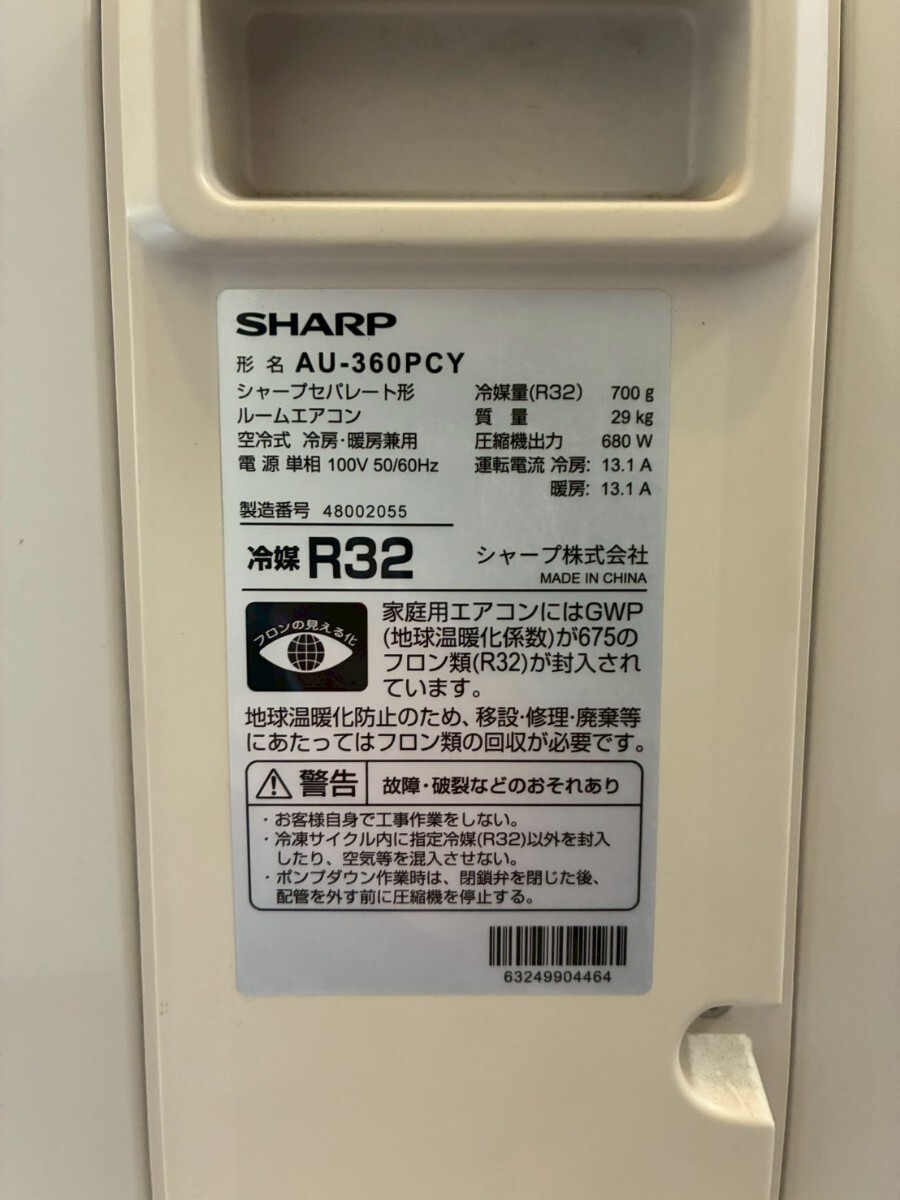 SHARP
形 名 AU-360PCY
シャープセパレート形
ルームエアコン
空冷式 冷房・暖房兼用
電 源 単相 100V 50/60Hz
冷媒量(R32) 700 g
質 量 29 kg
圧縮機出力 680 W
運転電流 冷房: 13.1 A
暖房: 13.1 A
製造番号 48002055
冷媒 R32
シャープ株式会社
MADE IN CHINA
フロンの見える化
家庭用エアコンにはGWP
(地球温暖化係数)が675の
フロン類(R32)が封入され
ています。
地球温暖化防止のため、移設・修理・廃棄等
にあたってはフロン類の回収が必要です。
警告 故障・破裂などのおそれあり
・お客様自身で工事作業をしない。
・冷凍サイクル内に指定冷媒(R32)以外を封入
したり、空気等を混入させない。
・ポンプダウン作業時は、閉鎖弁を閉じた後、
配管を外す前に圧縮機を停止する。
63249904464